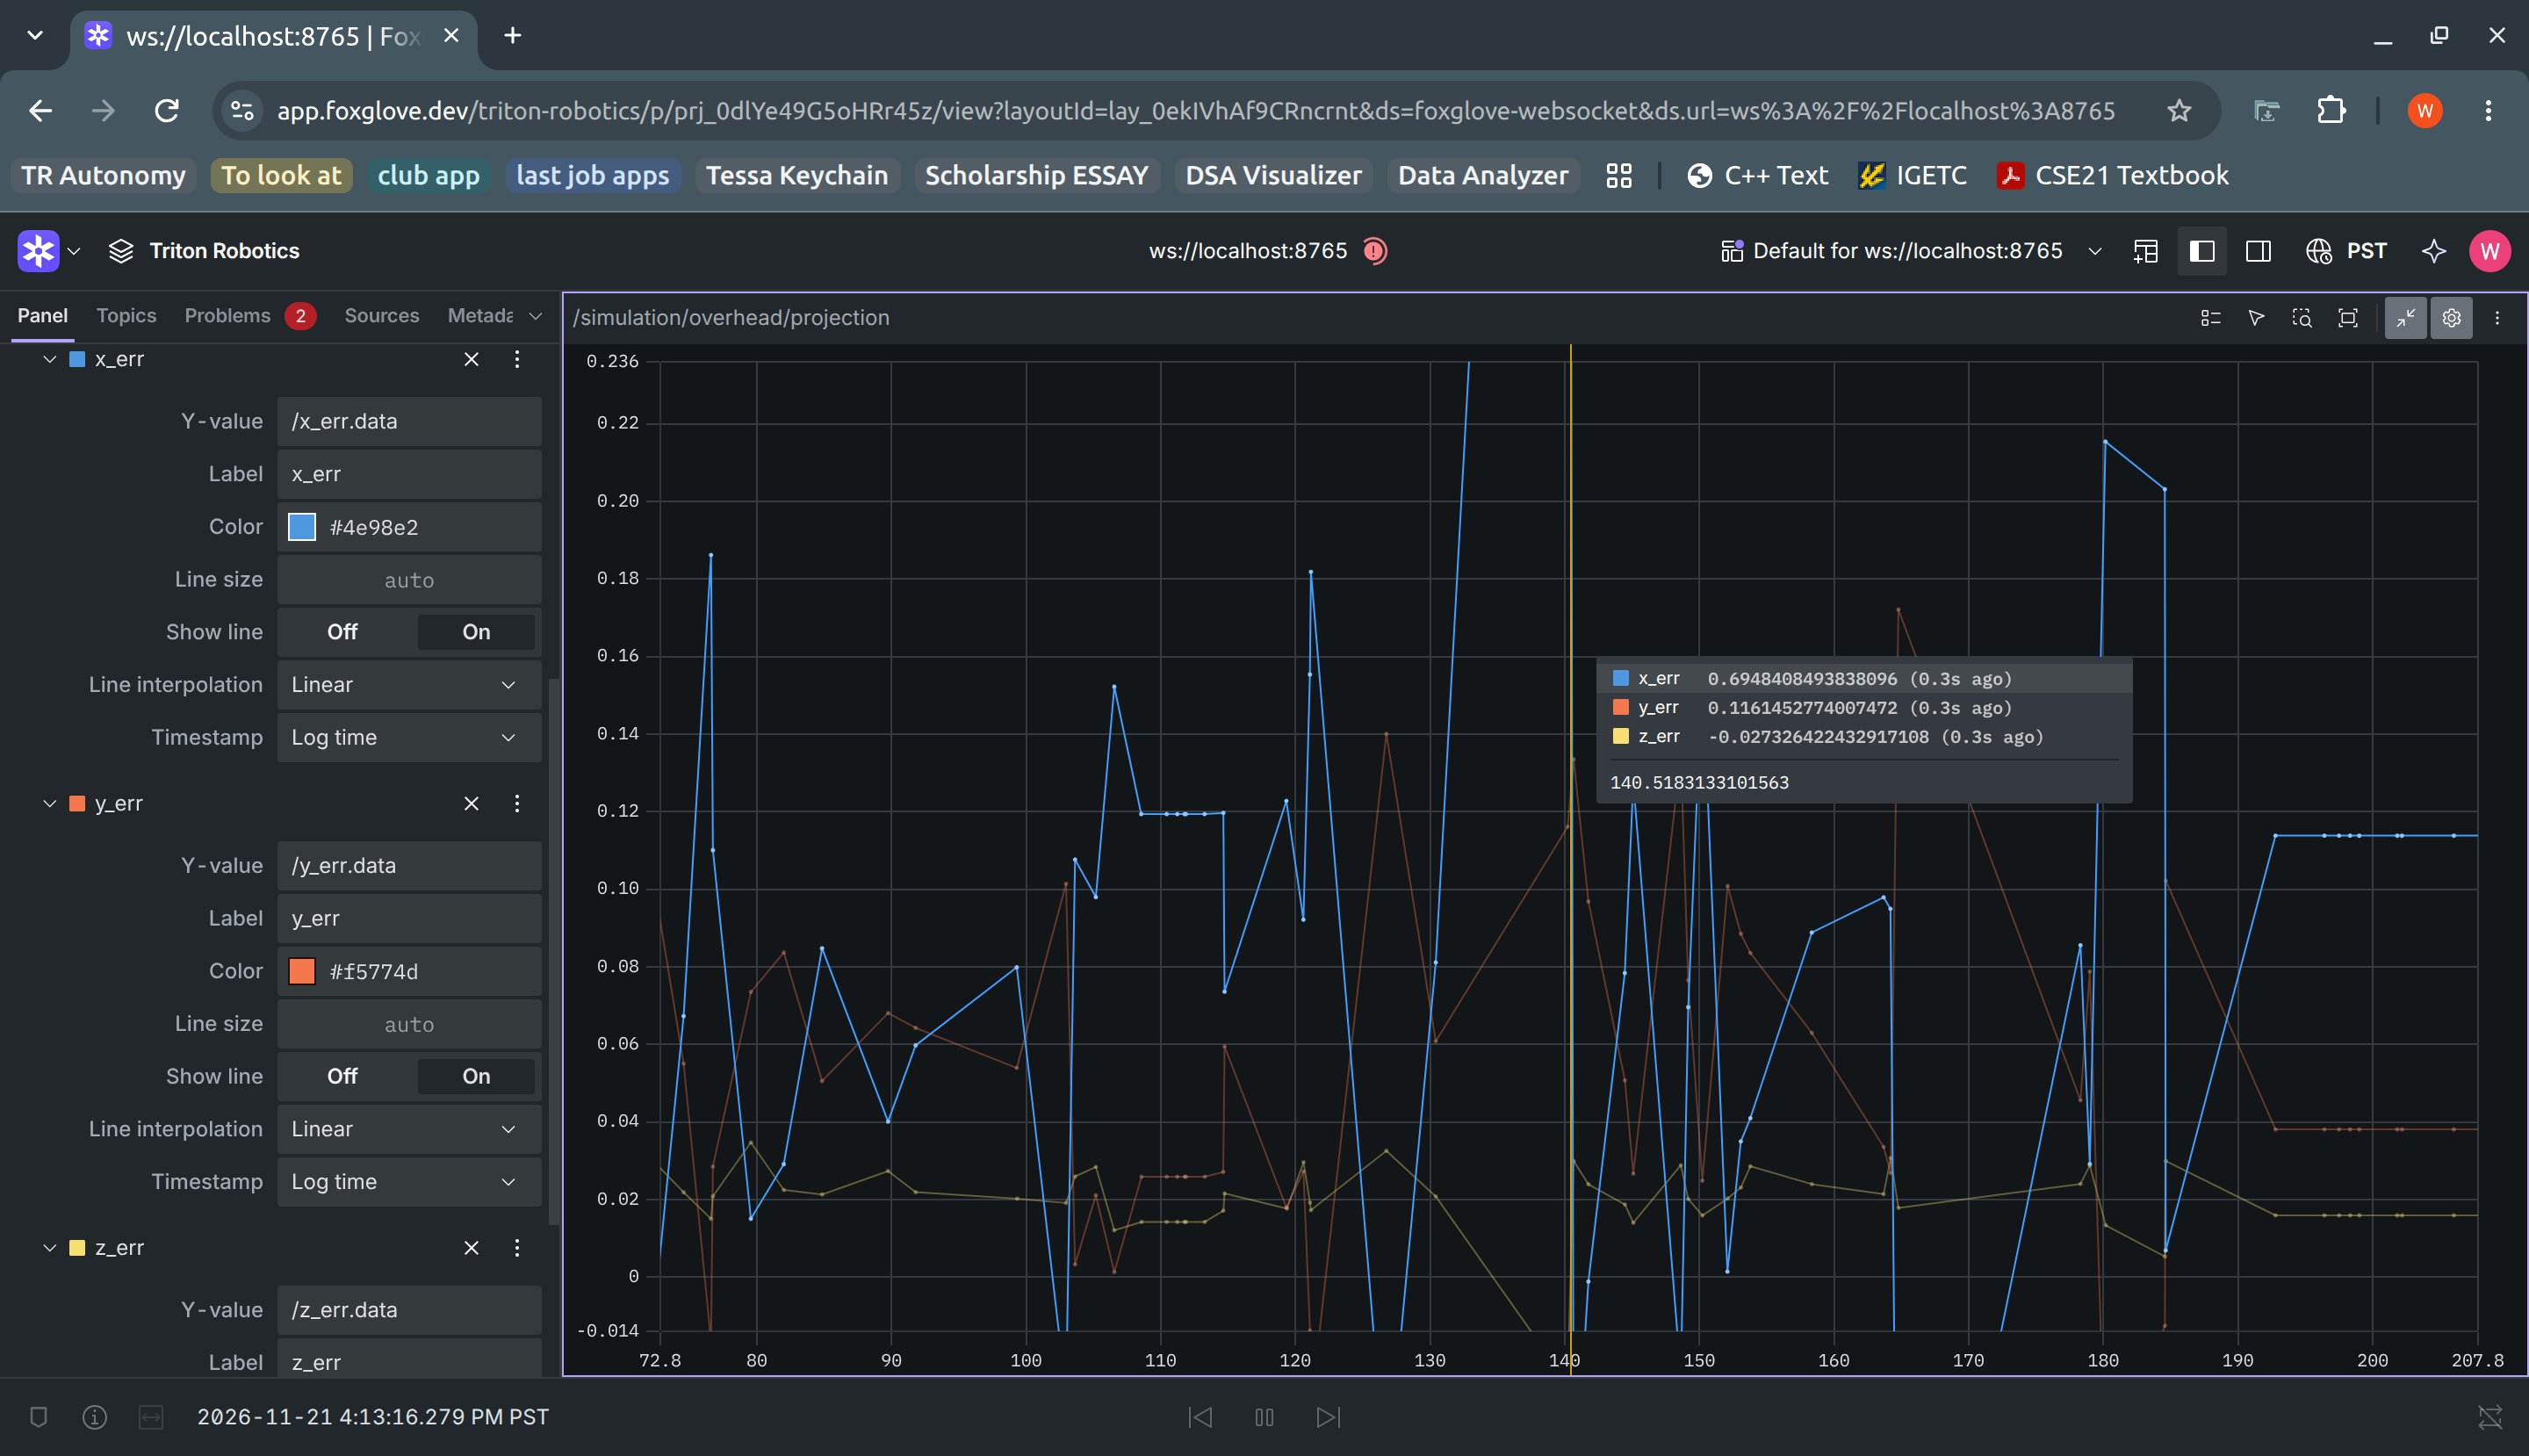 ws://localhost:8765 | Fox
app.foxglove.dev/triton-robotics/p/prj_0dlYe49G5oHRr45z/view?layoutId=lay_0ekIVhAf9CRncrnt&ds=foxglove-websocket&ds.url=ws%3A%2F%2Flocalhost%3A8765
W
TR Autonomy
To look at
club app
last job apps
Tessa Keychain
Scholarship ESSAY
DSA Visualizer
Data Analyzer
C++ Text
IGETC
CSE21 Textbook
Triton Robotics
ws://localhost:8765
Default for ws://localhost:8765
PST
W
Panel
Topics
Problems 2
Sources
Metada
x_err
Y-value /x_err.data
Label x_err
Color #4e98e2
Line size auto
Show line Off On
Line interpolation Linear
Timestamp Log time
y_err
Y-value /y_err.data
Label y_err
Color #f5774d
Line size auto
Show line Off On
Line interpolation Linear
Timestamp Log time
z_err
Y-value /z_err.data
Label z_err
/simulation/overhead/projection
0.236
0.22
0.20
0.18
0.16
0.14
0.12
0.10
0.08
0.06
0.04
0.02
0
-0.014
72.8 80 90 100 110 120 130 140 150 160 170 180 190 200 207.8
x_err 0.6948408493838096 (0.3s ago)
y_err 0.1161452774007472 (0.3s ago)
z_err -0.027326422432917108 (0.3s ago)
140.5183133101563
2026-11-21 4:13:16.279 PM PST